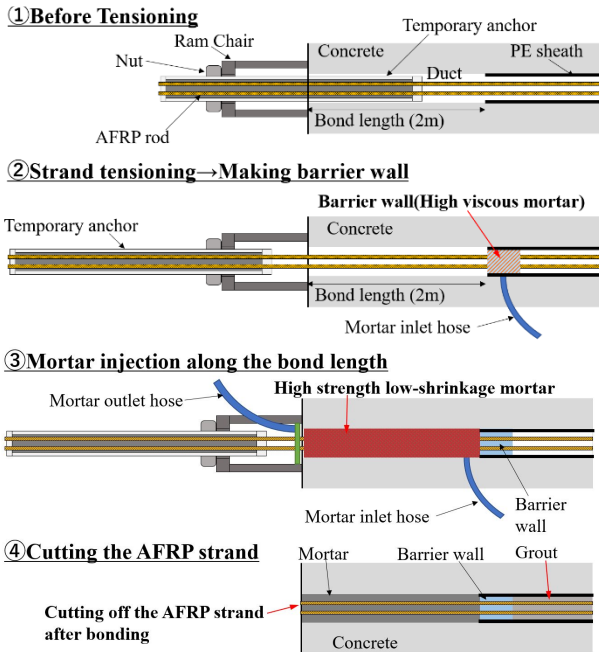 ①Before Tensioning
Temporary anchor
Ram Chair
Concrete
PE sheath
Nut
Duct
Bond length (2m)
AFRP rod
②Strand tensioning→Making barrier wall
Barrier wall(High viscous mortar)
Temporary anchor
Concrete
Bond length (2m)
Mortar inlet hose
③Mortar injection along the bond length
High strength low-shrinkage mortar
Mortar outlet hose
Mortar inlet hose
Barrier
wall
④Cutting the AFRP strand
Mortar
Barrier wall
Grout
Cutting off the AFRP strand
after bonding
Concrete